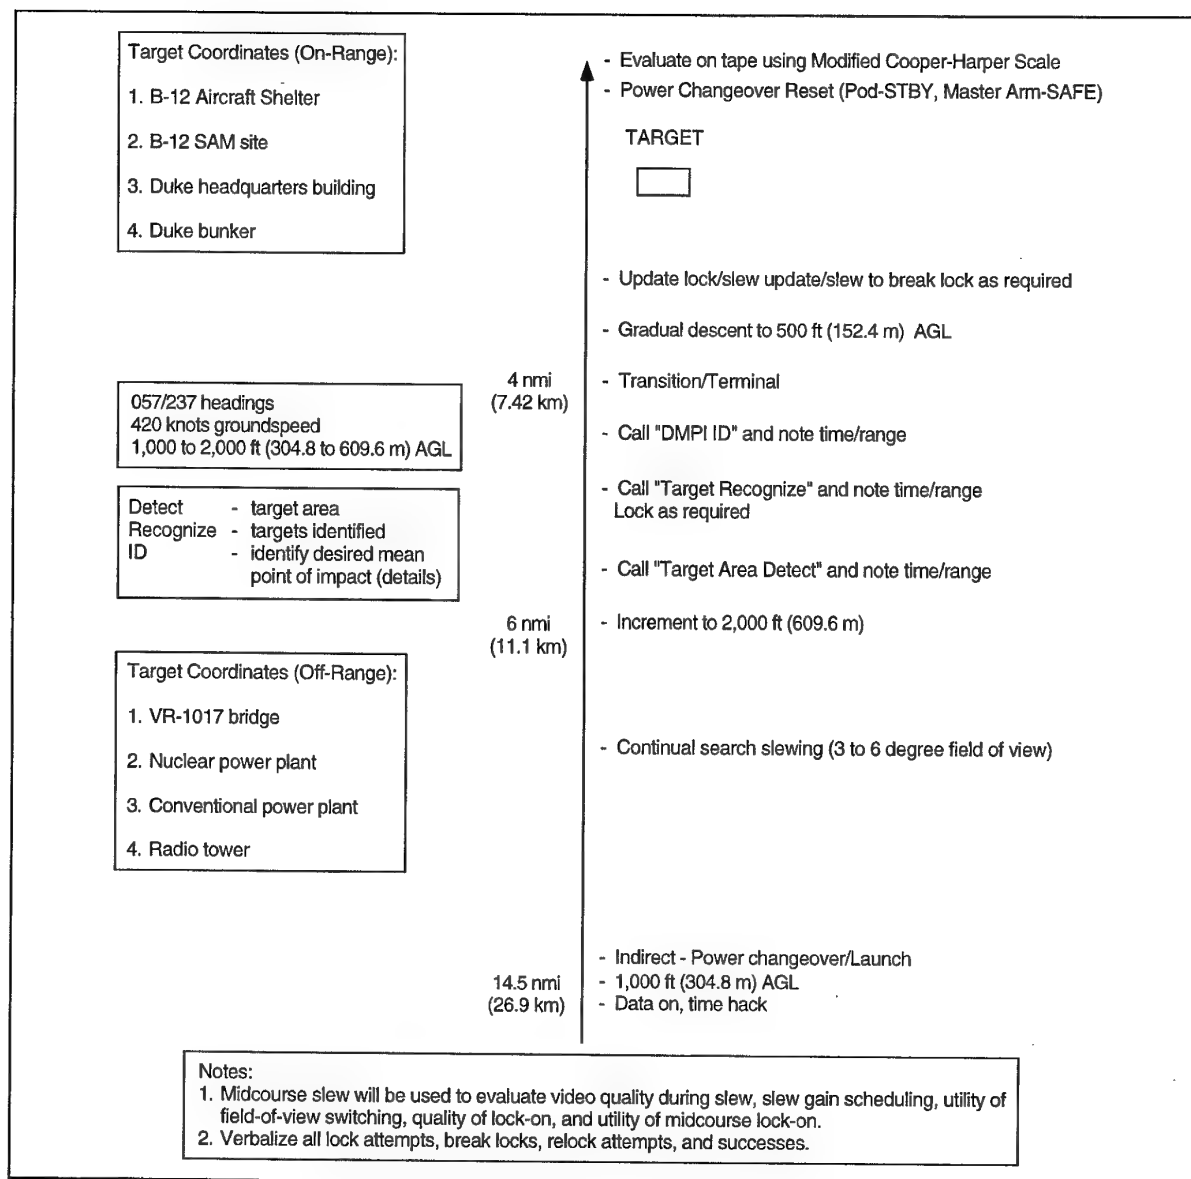 Target Coordinates (On-Range):
1. B-12 Aircraft Shelter
2. B-12 SAM site
3. Duke headquarters building
4. Duke bunker
- Evaluate on tape using Modified Cooper-Harper Scale
- Power Changeover Reset (Pod-STBY, Master Arm-SAFE)
TARGET
- Update lock/slew update/slew to break lock as required
- Gradual descent to 500 ft (152.4 m) AGL
4 nmi
(7.42 km)
- Transition/Terminal
057/237 headings
420 knots groundspeed
1,000 to 2,000 ft (304.8 to 609.6 m) AGL
- Call "DMPI ID" and note time/range
Detect - target area
Recognize - targets identified
ID - identify desired mean
point of impact (details)
- Call "Target Recognize" and note time/range
Lock as required
- Call "Target Area Detect" and note time/range
6 nmi
(11.1 km)
- Increment to 2,000 ft (609.6 m)
Target Coordinates (Off-Range):
1. VR-1017 bridge
2. Nuclear power plant
3. Conventional power plant
4. Radio tower
- Continual search slewing (3 to 6 degree field of view)
14.5 nmi
(26.9 km)
- Indirect - Power changeover/Launch
- 1,000 ft (304.8 m) AGL
- Data on, time hack
Notes:
1. Midcourse slew will be used to evaluate video quality during slew, slew gain scheduling, utility of
field-of-view switching, quality of lock-on, and utility of midcourse lock-on.
2. Verbalize all lock attempts, break locks, relock attempts, and successes.